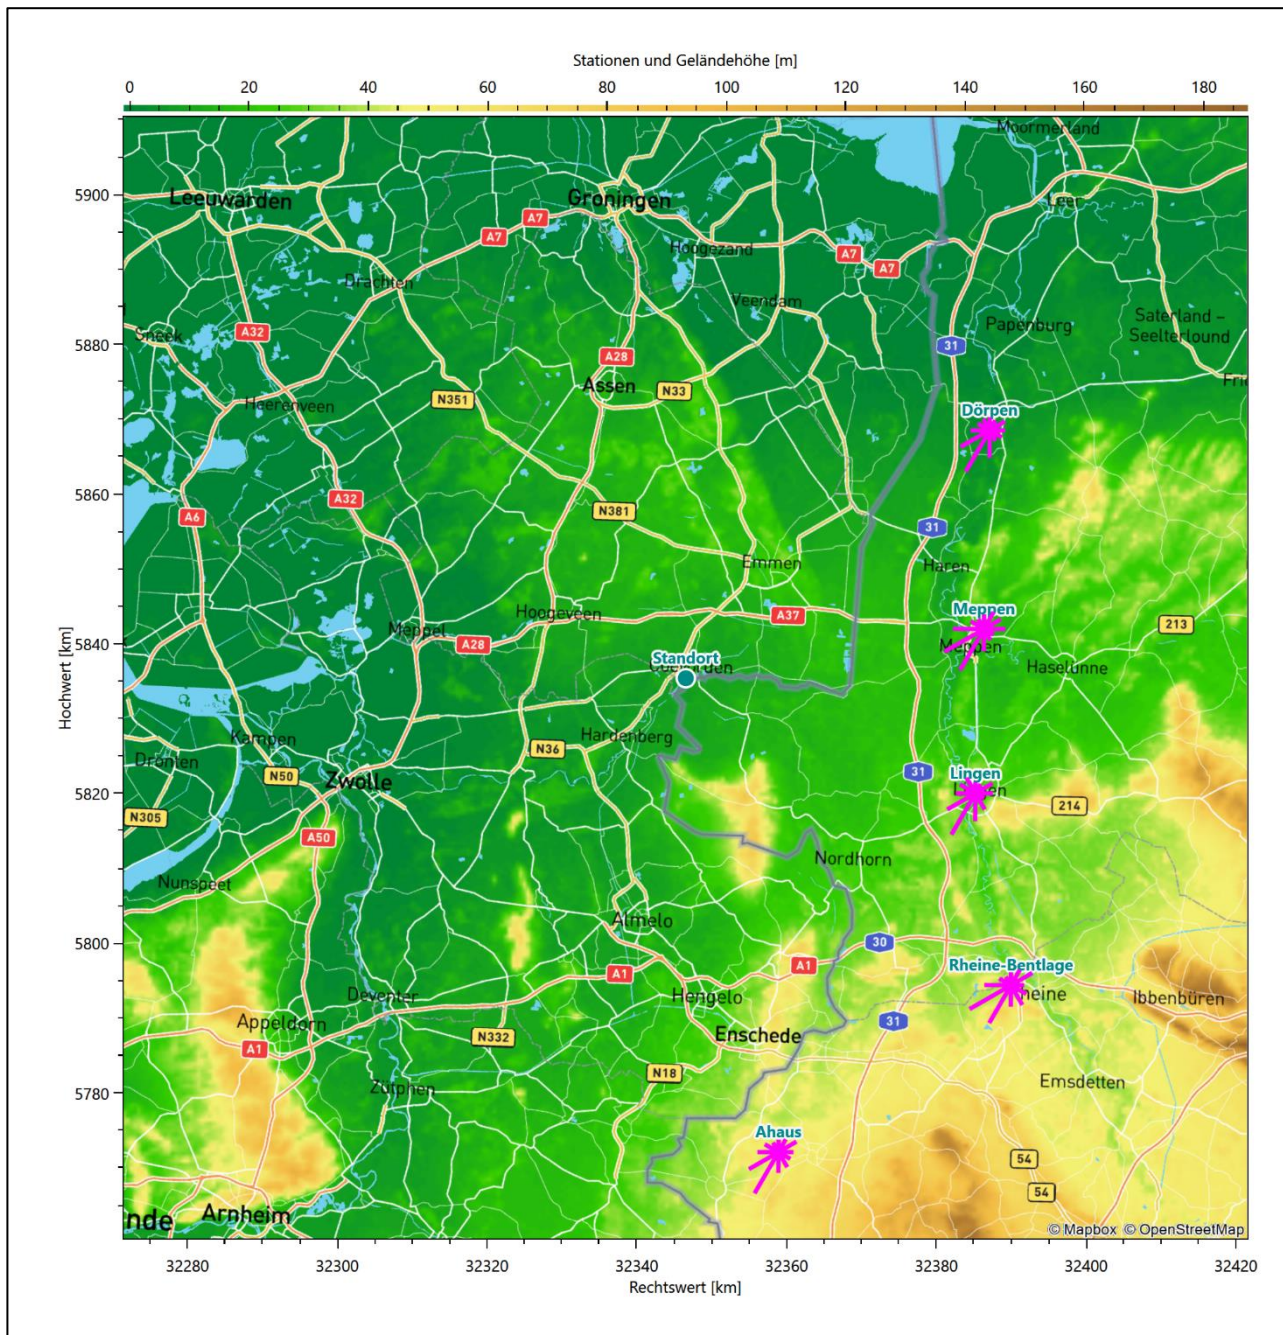 Stationen und Geländehöhe [m]
0 20 40 60 80 100 120 140 160 180
Moormerland
5900
Leeuwarden
Groningen
Leer
A7
A7
Hoogezand
A7
A7
Drachten
Veendam
Sneek
A32
Papenburg
Saterland –
Seelterlound
5880
31
A28
Assen
N33
N351
Heerenveen
Dörpen
5860
A32
A6
N381
31
Emmen
Haren
Hoogeveen
Meppen
A37
213
5840
Meppel
A28
Meppen
Standort
Haselünne
Hochwert [km]
Kampen
Hardenberg
Dronten
N36
N50
Zwolle
31
Lingen
5820
N305
214
A50
Nordhorn
Nunspeet
Almelo
5800
30
A1
A1
Rheine-Bentlage
Deventer
Hengelo
Ibbenbüren
Appeldorn
N332
Enschede
31
A1
N18
5780
Zütphen
Emsdetten
Ahaus
54
54
nde
Arnheim
© Mapbox © OpenStreetMap
32280 32300 32320 32340 32360 32380 32400 32420
Rechtswert [km]